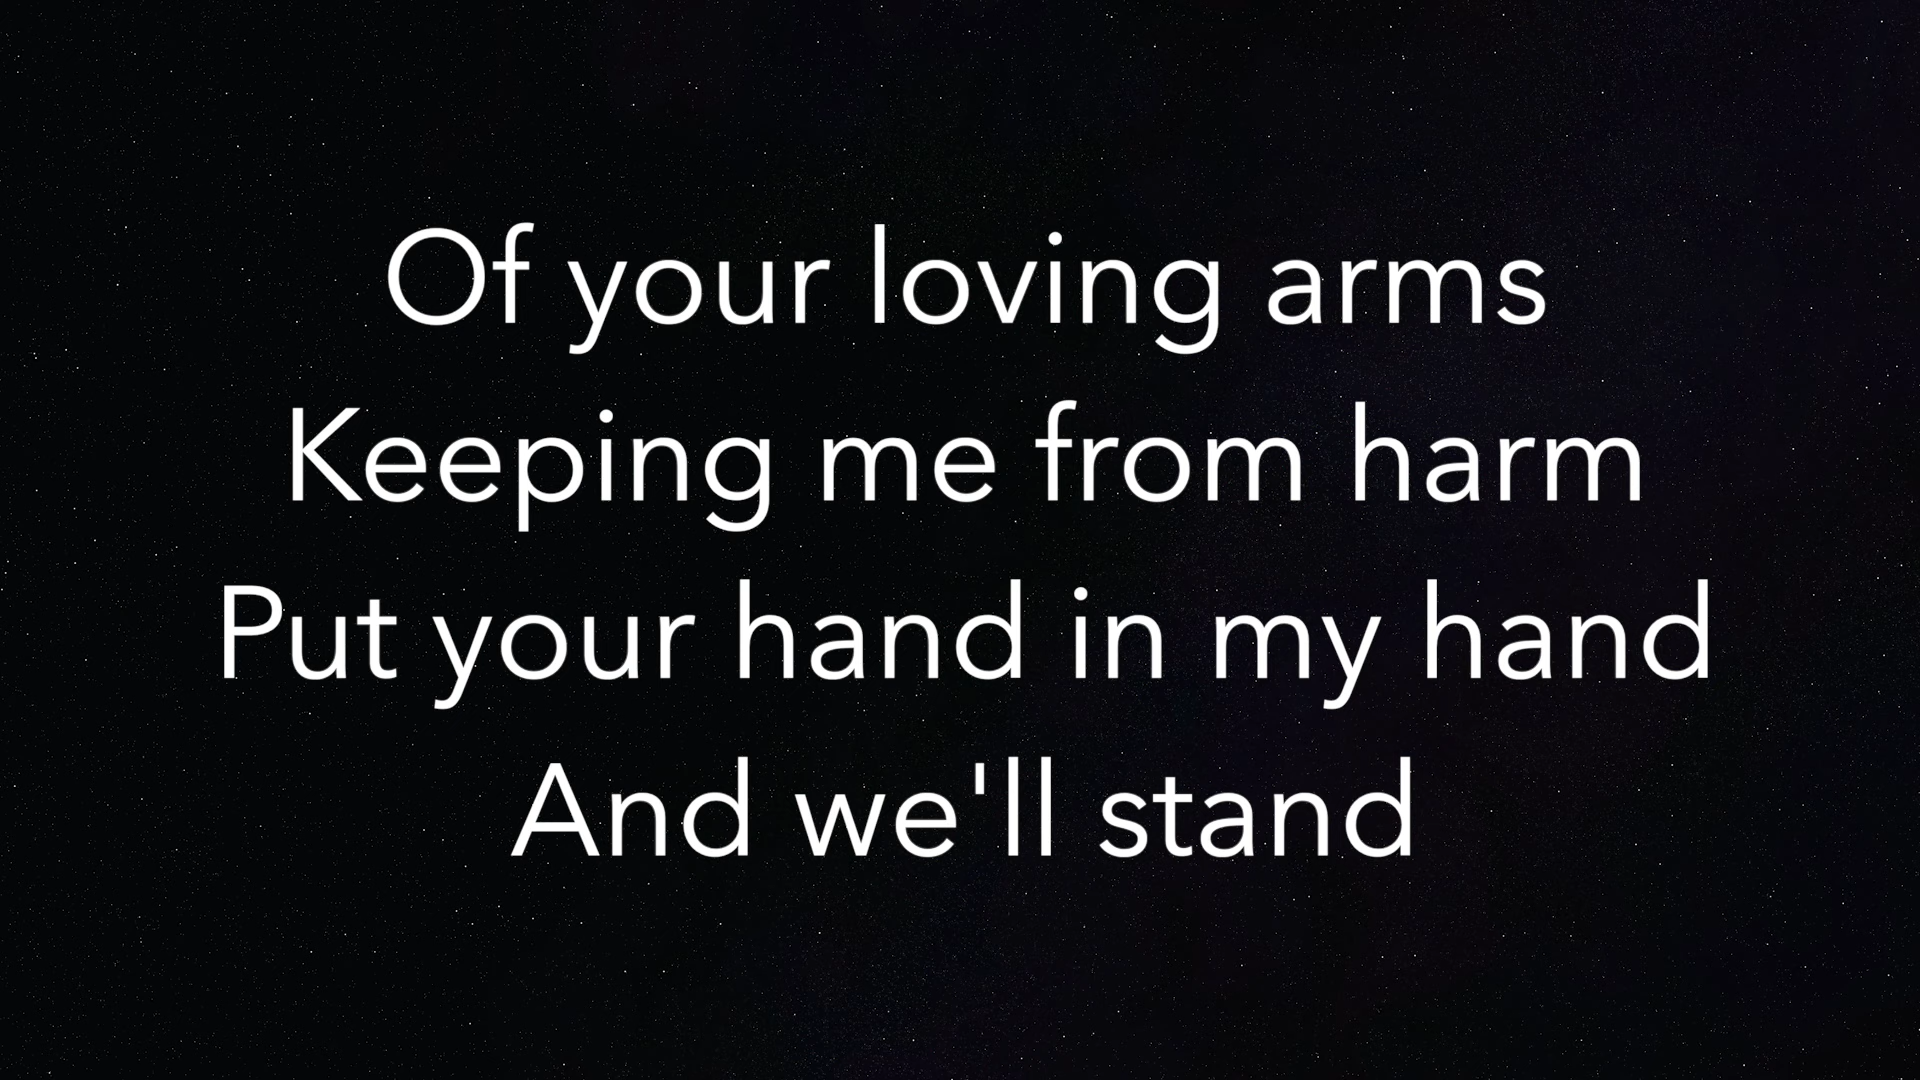 Of your loving arms
Keeping me from harm
Put your hand in my hand
And we'll stand